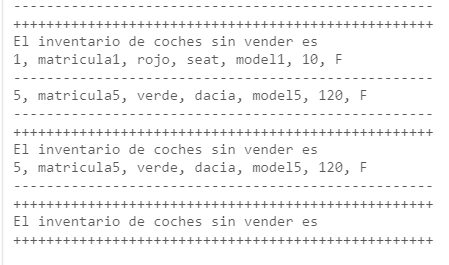 ---------------------------------------------------
+++++++++++++++++++++++++++++++++++++++++++++++++++
El inventario de coches sin vender es
1, matricula1, rojo, seat, model1, 10, F
---------------------------------------------------
5, matricula5, verde, dacia, model5, 120, F
---------------------------------------------------
+++++++++++++++++++++++++++++++++++++++++++++++++++
El inventario de coches sin vender es
5, matricula5, verde, dacia, model5, 120, F
---------------------------------------------------
+++++++++++++++++++++++++++++++++++++++++++++++++++
El inventario de coches sin vender es
+++++++++++++++++++++++++++++++++++++++++++++++++++